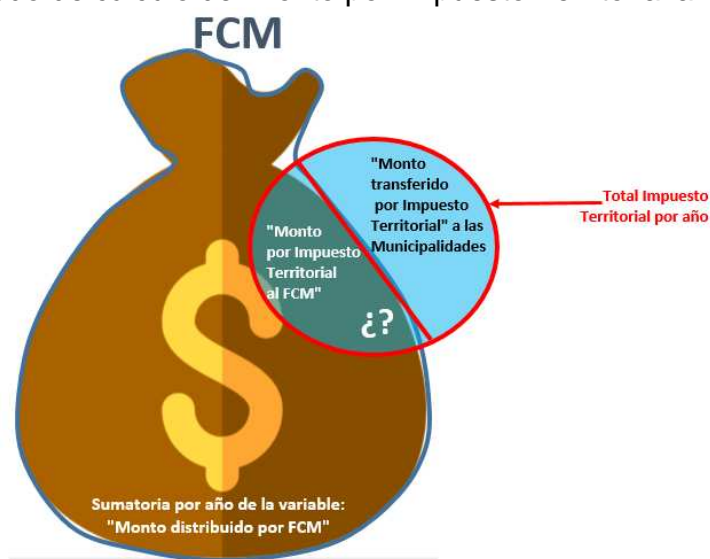 FCM
"Monto
transferido
por Impuesto
Territorial" a las
Municipalidades
Total Impuesto
Territorial por año
"Monto
por Impuesto
Territorial
al FCM"
¿?
Sumatoria por año de la variable:
"Monto distribuido por FCM"